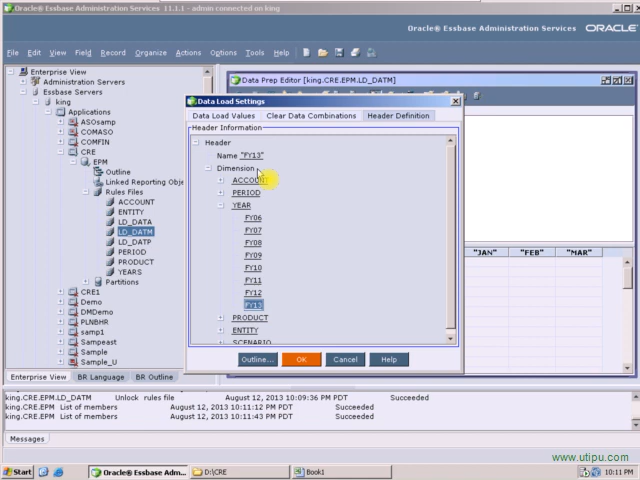 Oracle® Essbase Administration Services 11.1.1 - admin connected on king
Oracle® Essbase Administration Services ORACLE
File Edit View Field Record Organize Actions Options Tools Help
Enterprise View
Administration Servers
Essbase Servers
king
Applications
ASOsamp
COMASO
COMFIN
CRE
EPM
Outline
Linked Reporting Obje
Rules Files
ACCOUNT
ENTITY
LD_DATA
LD_DATM
LD_DATP
PERIOD
PRODUCT
YEARS
Partitions
CRE1
Demo
DMDemo
PLNBHR
samp1
Sampeast
Sample
Sample_U
Enterprise View BR Language BR Outline
Data Prep Editor [king.CRE.EPM.LD_DATM]
"JAN" "FEB" "MAR"
Data Load Settings
Data Load Values Clear Data Combinations Header Definition
Header Information
Header
Name "FY13"
Dimension
ACCOUNT
PERIOD
YEAR
FY06
FY07
FY08
FY09
FY10
FY11
FY12
FY13
PRODUCT
ENTITY
SCENARIO
Outline... OK Cancel Help
king.CRE.EPM.LD_DATM Unlock rules file August 12, 2013 10:09:36 PM PDT Succeeded
king.CRE.EPM List of members August 12, 2013 10:11:12 PM PDT Succeeded
king.CRE.EPM List of members August 12, 2013 10:11:43 PM PDT Succeeded
Messages
www.utipu.com
Start Oracle® Essbase Adm... D:\CRE Book1 10:11 PM